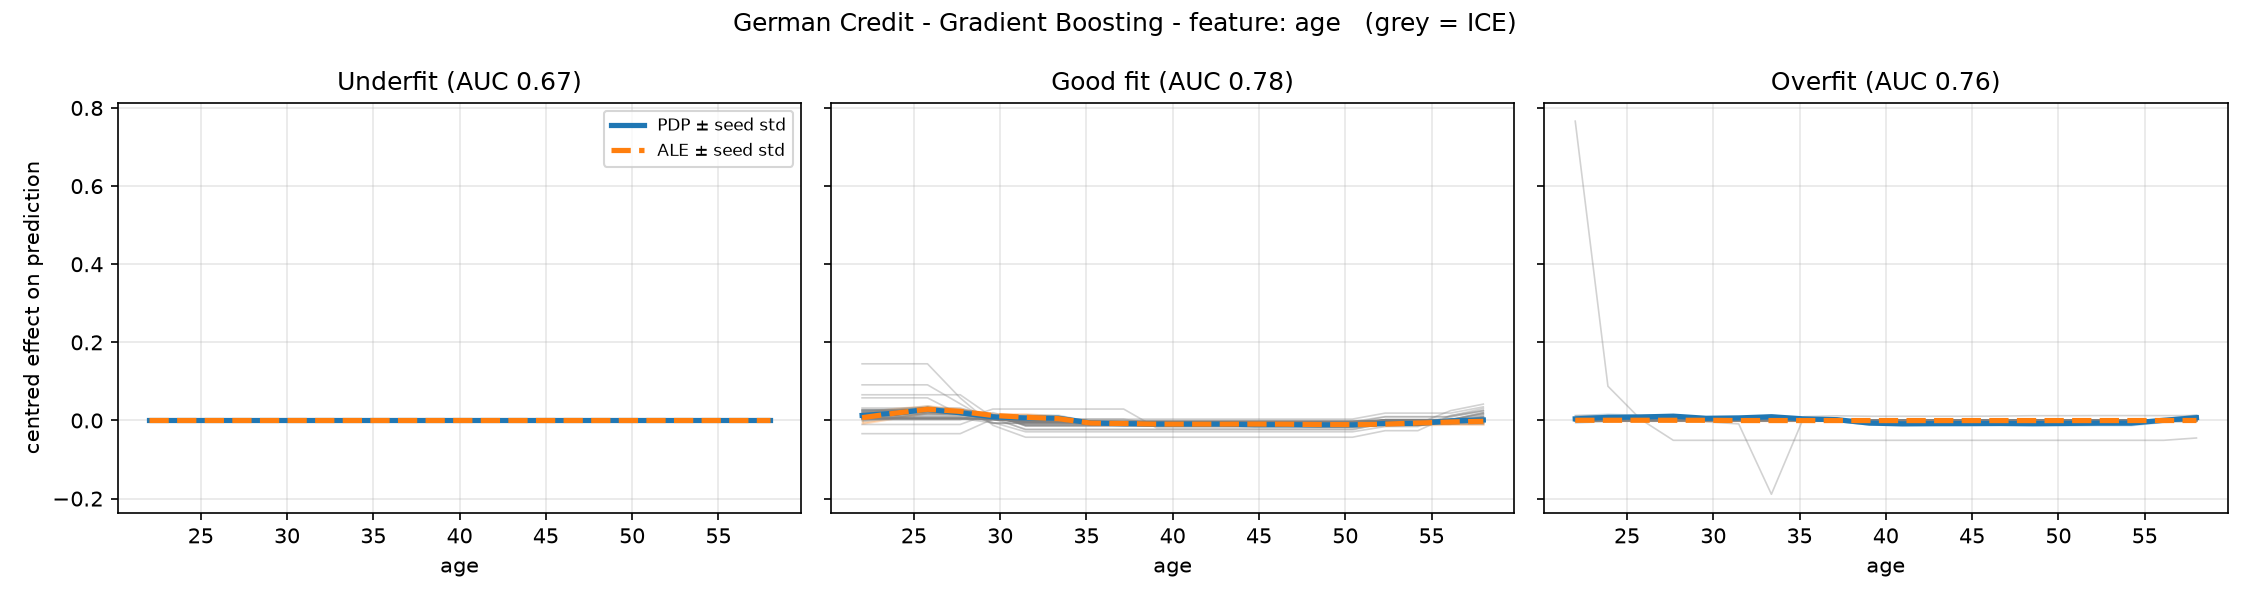 German Credit - Gradient Boosting - feature: age   (grey = ICE)
Underfit (AUC 0.67)
Good fit (AUC 0.78)
Overfit (AUC 0.76)
centred effect on prediction
0.8
0.6
0.4
0.2
0.0
−0.2
PDP ± seed std
ALE ± seed std
25 30 35 40 45 50 55
25 30 35 40 45 50 55
25 30 35 40 45 50 55
age
age
age